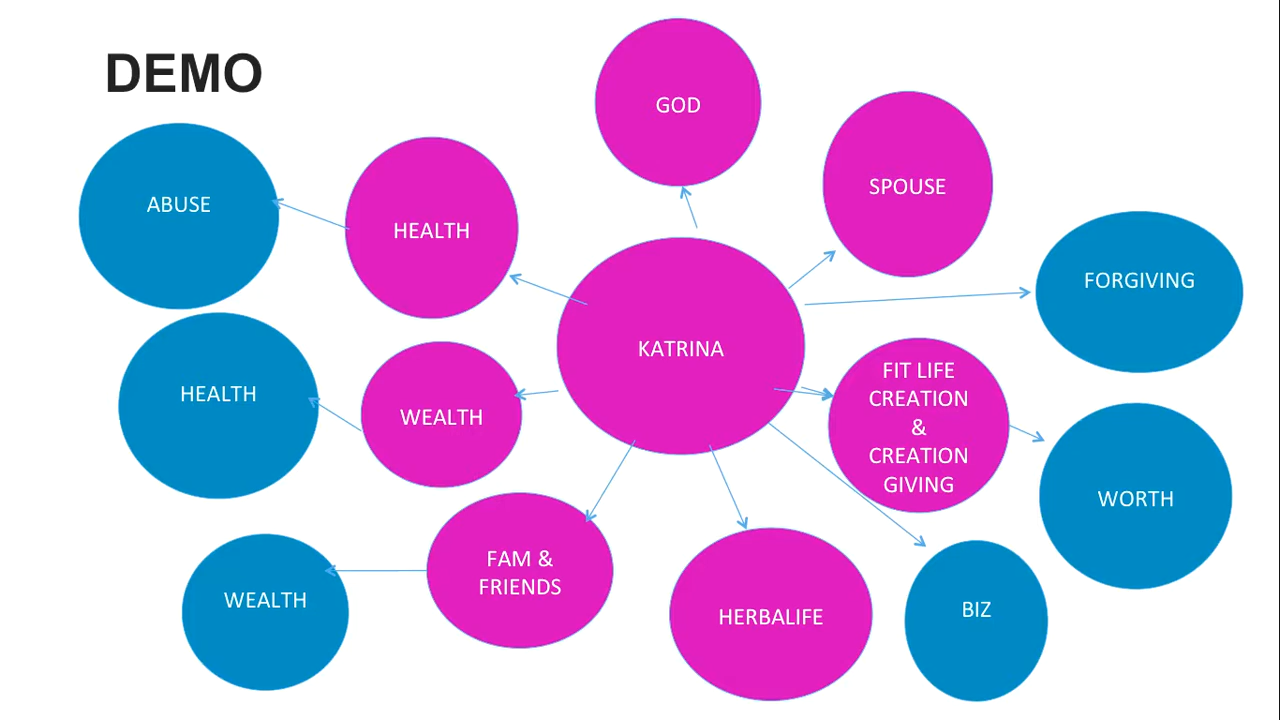 DEMO
GOD
SPOUSE
ABUSE
HEALTH
FORGIVING
KATRINA
HEALTH
WEALTH
FIT LIFE
CREATION
&
CREATION
GIVING
WORTH
FAM &
FRIENDS
WEALTH
HERBALIFE
BIZ